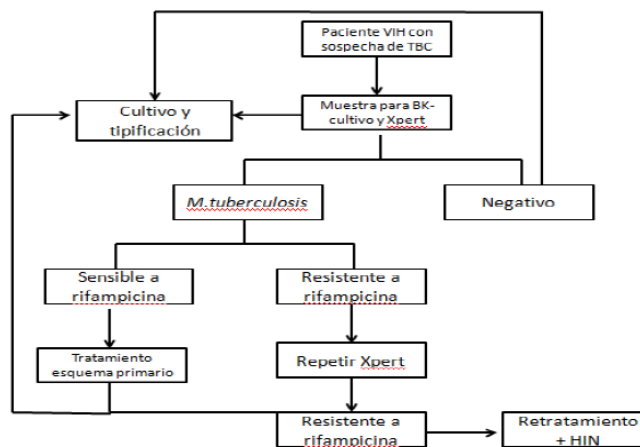 Paciente VIH con
sospecha de TBC
Cultivo y
tipificación
Muestra para BK-
cultivo y Xpert
M.tuberculosis
Negativo
Sensible a
rifampicina
Resistente a
rifampicina
Tratamiento
esquema primario
Repetir Xpert
Resistente a
rifampicina
Retratamiento
+ HIN